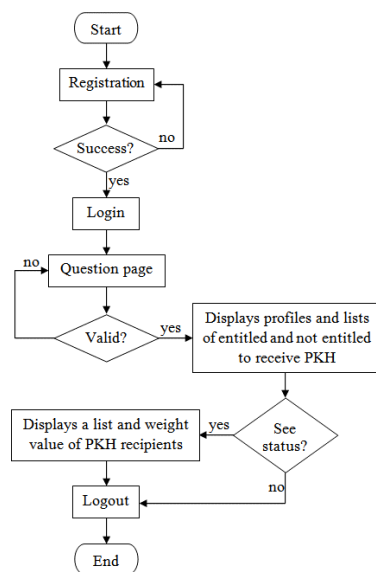 Start
Registration
no
Success?
yes
Login
no
Question page
Valid?
yes
Displays profiles and lists
of entitled and not entitled
to receive PKH
Displays a list and weight
value of PKH recipients
yes
See
status?
no
Logout
End